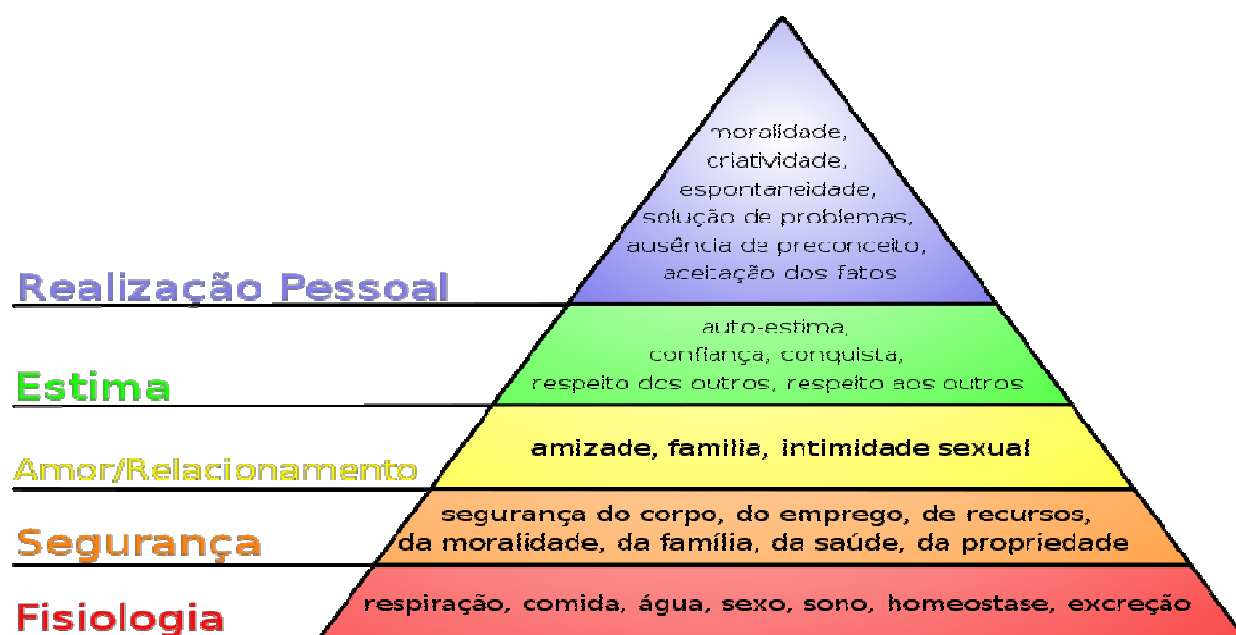 moralidade,
criatividade,
espontaneidade,
solução de problemas,
ausência de preconceito,
aceitação dos fatos
Realização Pessoal
auto-estima,
confiança, conquista,
respeito dos outros, respeito aos outros
Estima
amizade, família, intimidade sexual
Amor/Relacionamento
segurança do corpo, do emprego, de recursos,
da moralidade, da família, da saúde, da propriedade
Segurança
respiração, comida, água, sexo, sono, homeostase, excreção
Fisiologia